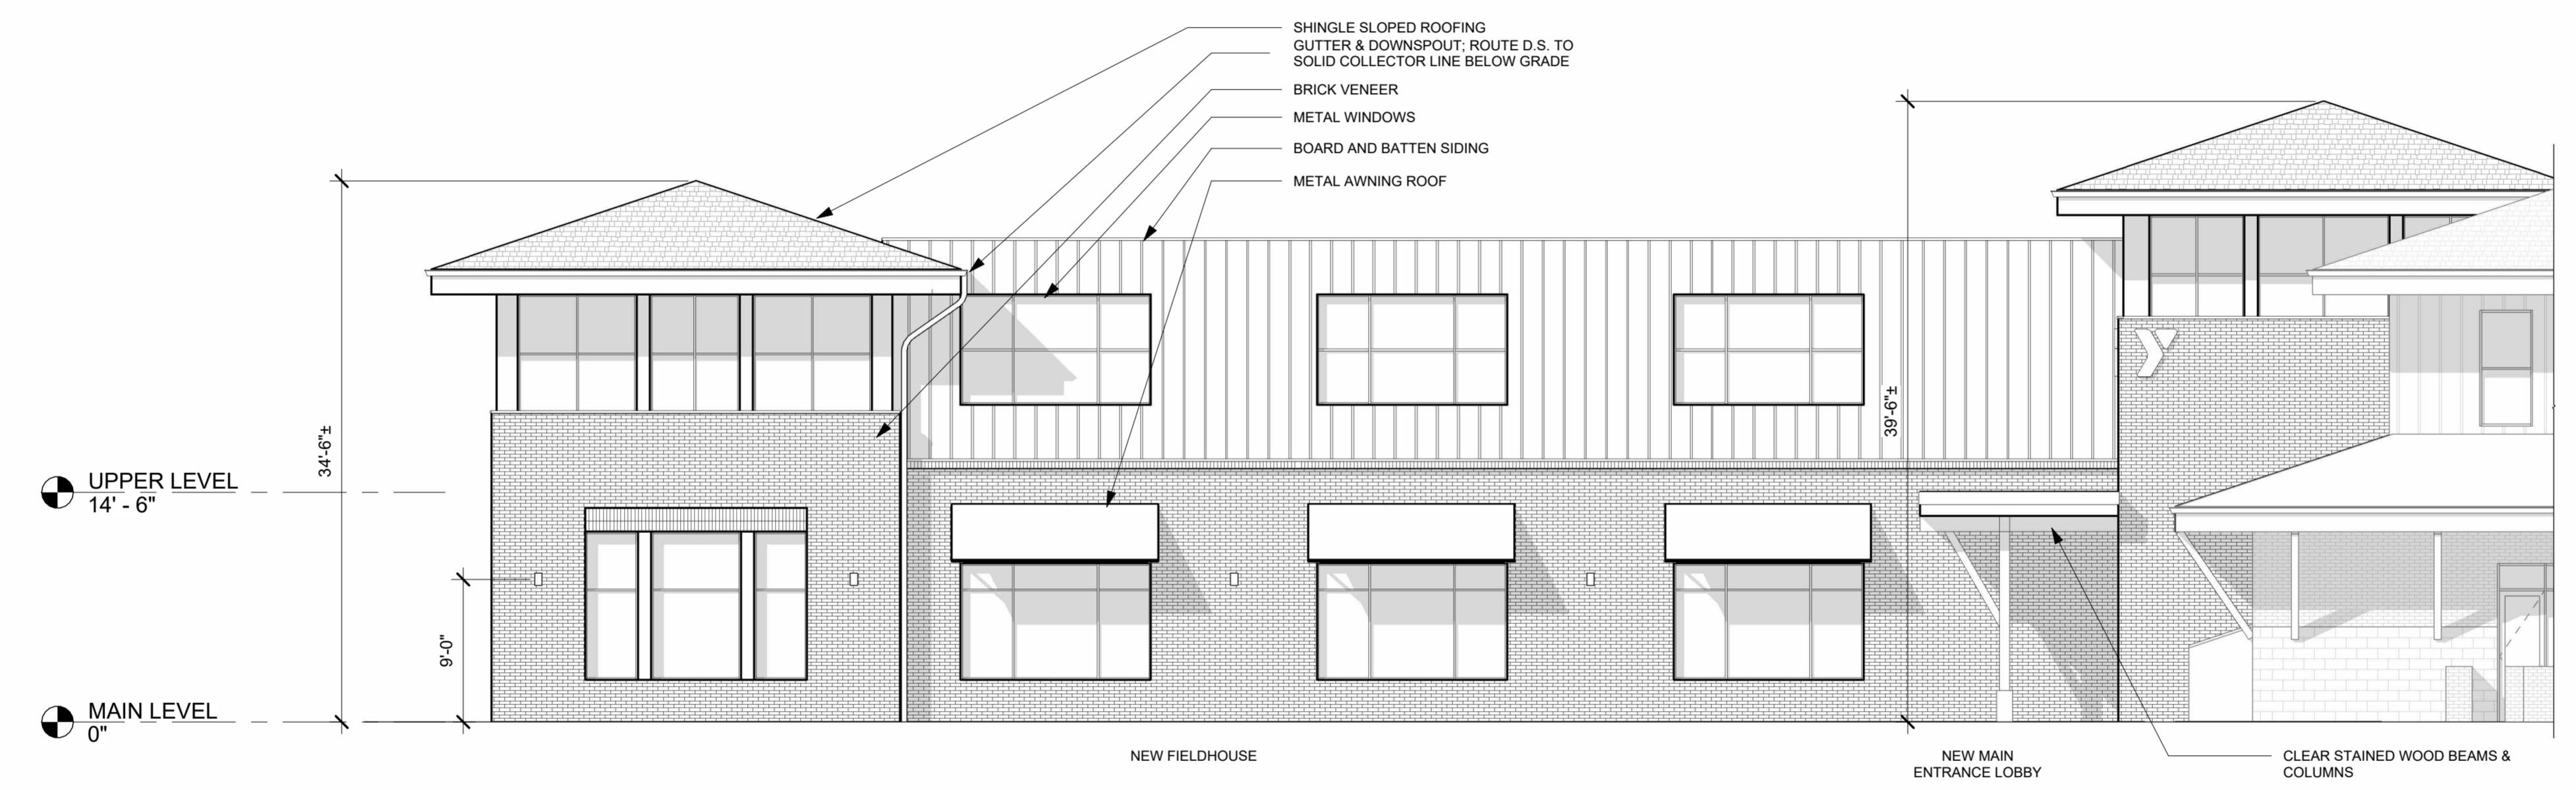 SHINGLE SLOPED ROOFING
GUTTER & DOWNSPOUT; ROUTE D.S. TO
SOLID COLLECTOR LINE BELOW GRADE
BRICK VENEER
METAL WINDOWS
BOARD AND BATTEN SIDING
METAL AWNING ROOF
34'-6"±
39'-6"±
UPPER LEVEL
14' - 6"
9'-0"
MAIN LEVEL
0"
NEW FIELDHOUSE
NEW MAIN
ENTRANCE LOBBY
CLEAR STAINED WOOD BEAMS &
COLUMNS